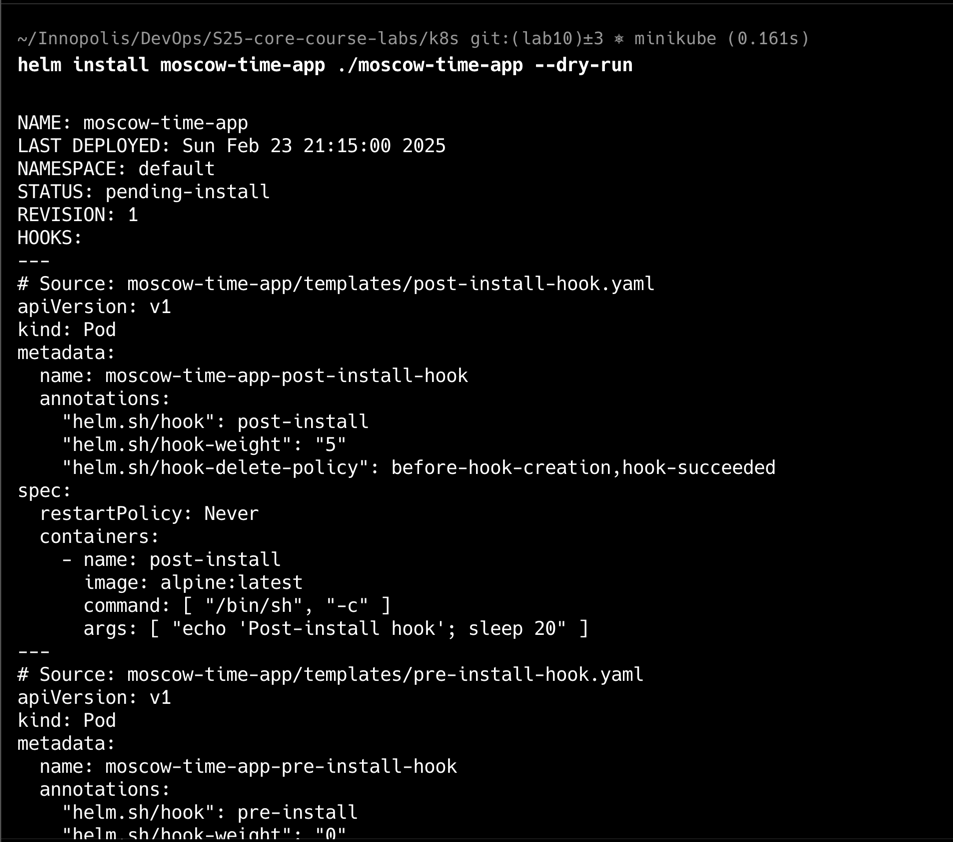 ~/Innopolis/DevOps/S25-core-course-labs/k8s git:(lab10)±3 ⎈ minikube (0.161s)
helm install moscow-time-app ./moscow-time-app --dry-run
NAME: moscow-time-app
LAST DEPLOYED: Sun Feb 23 21:15:00 2025
NAMESPACE: default
STATUS: pending-install
REVISION: 1
HOOKS:
---
# Source: moscow-time-app/templates/post-install-hook.yaml
apiVersion: v1
kind: Pod
metadata:
  name: moscow-time-app-post-install-hook
  annotations:
    "helm.sh/hook": post-install
    "helm.sh/hook-weight": "5"
    "helm.sh/hook-delete-policy": before-hook-creation,hook-succeeded
spec:
  restartPolicy: Never
  containers:
    - name: post-install
      image: alpine:latest
      command: [ "/bin/sh", "-c" ]
      args: [ "echo 'Post-install hook'; sleep 20" ]
---
# Source: moscow-time-app/templates/pre-install-hook.yaml
apiVersion: v1
kind: Pod
metadata:
  name: moscow-time-app-pre-install-hook
  annotations:
    "helm.sh/hook": pre-install
    "helm.sh/hook-weight": "0"